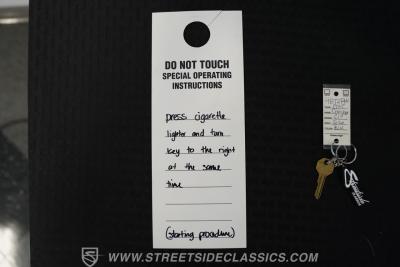 DO NOT TOUCH
SPECIAL OPERATING
INSTRUCTIONS
press cigarette
lighter and turn
key to the right
at the same
time
(starting procedure)
Streetside
WWW.STREETSIDECLASSICS.COM